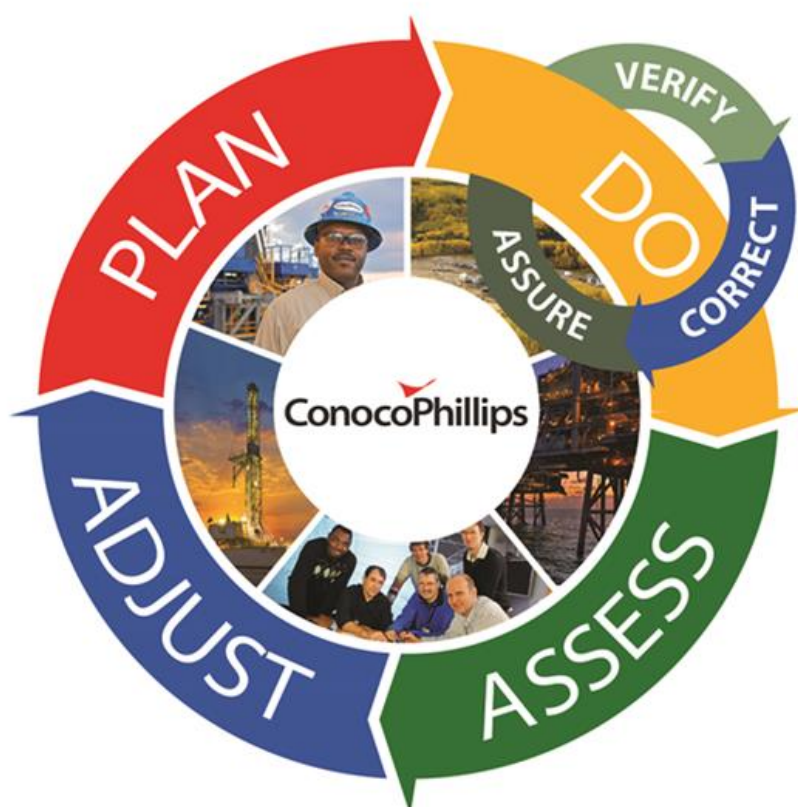 PLAN
DO
VERIFY
CORRECT
ASSURE
ASSESS
ADJUST
ConocoPhillips